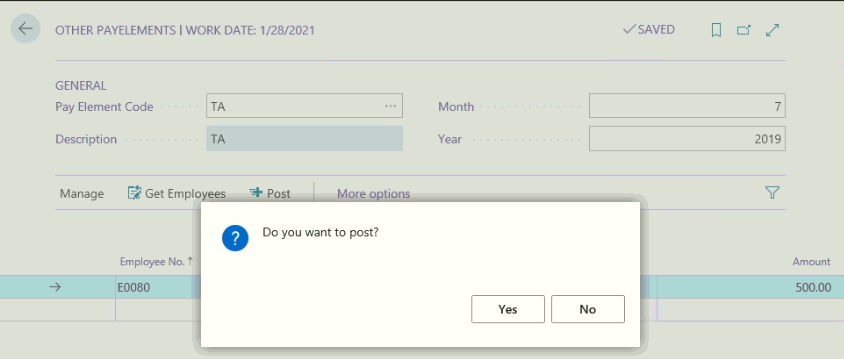 OTHER PAYELEMENTS | WORK DATE: 1/28/2021
SAVED
GENERAL
Pay Element Code TA ...
Month 7
Description TA
Year 2019
Manage Get Employees Post More options
Do you want to post?
Employee No. ↑ Amount
E0080 500.00
Yes No